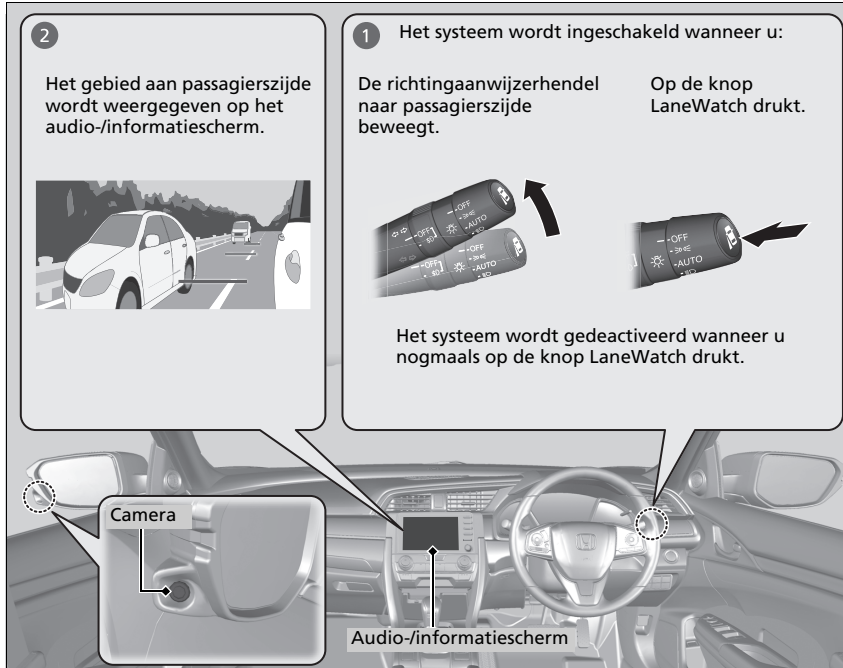 2
Het gebied aan passagierszijde
wordt weergegeven op het
audio-/informatiescherm.
1
Het systeem wordt ingeschakeld wanneer u:
De richtingaanwijzerhendel
naar passagierszijde
beweegt.
Op de knop
LaneWatch drukt.
OFF
OFF
AUTO
OFF
OFF
AUTO
OFF
AUTO
Het systeem wordt gedeactiveerd wanneer u
nogmaals op de knop LaneWatch drukt.
Camera
Audio-/informatiescherm